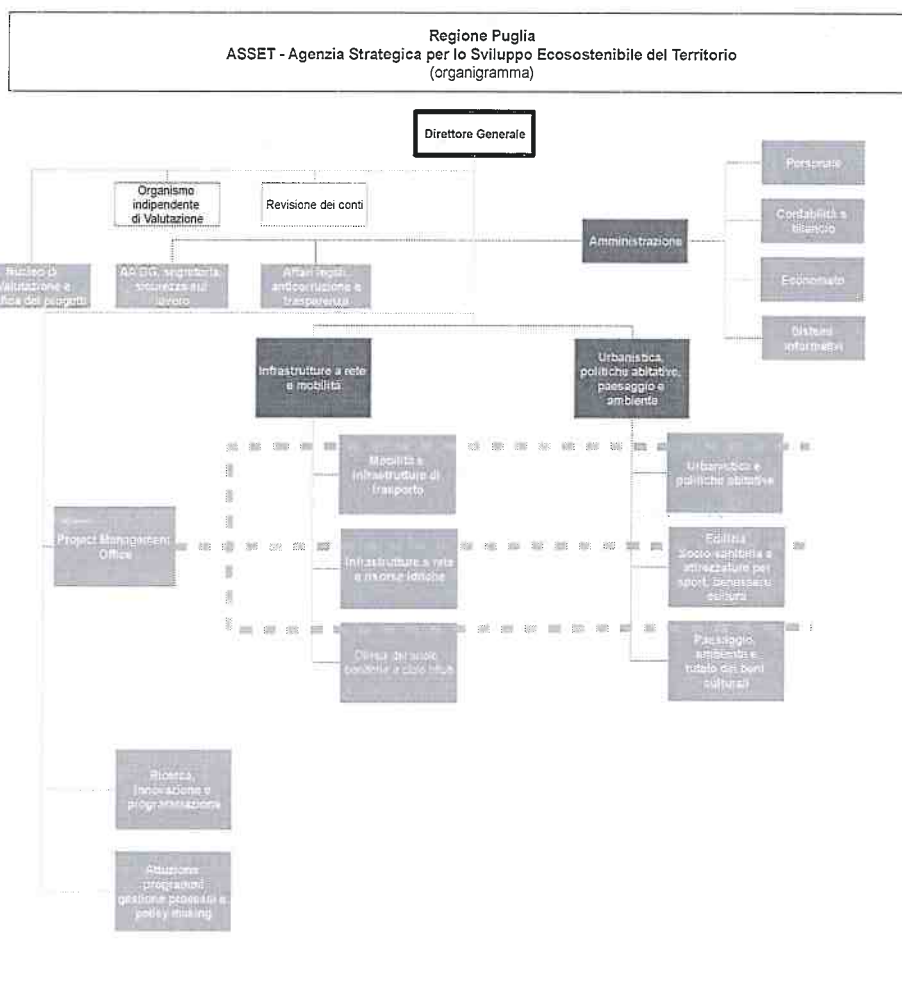 Regione Puglia
ASSET - Agenzia Strategica per lo Sviluppo Ecosostenibile del Territorio
(organigramma)
Direttore Generale
Organismo
indipendente
di Valutazione
Revisione dei conti
Personale
Contabilità e
bilancio
Amministrazione
Economato
Sistemi
informativi
Nucleo di
Valutazione e
dei progetti
AA.GG, segreteria,
sicurezza sul
lavoro
Affari legali,
anticorruzione e
trasparenza
Infrastrutture a rete
e mobilità
Urbanistica,
politiche abitative,
paesaggio e
ambiente
Mobilità e
infrastrutture di
trasporto
Urbanistica e
politiche abitative
Project Management
Office
Infrastrutture a rete
e risorse idriche
Edilizia
Socio-sanitaria e
attrezzature per
sport, benessere
cultura
Difesa del suolo
e ciclo rifiuti
Paesaggio,
ambiente e
tutela dei beni
culturali
Ricerca,
innovazione e
programmazione
Attuazione
programmi
gestione processi e
policy making